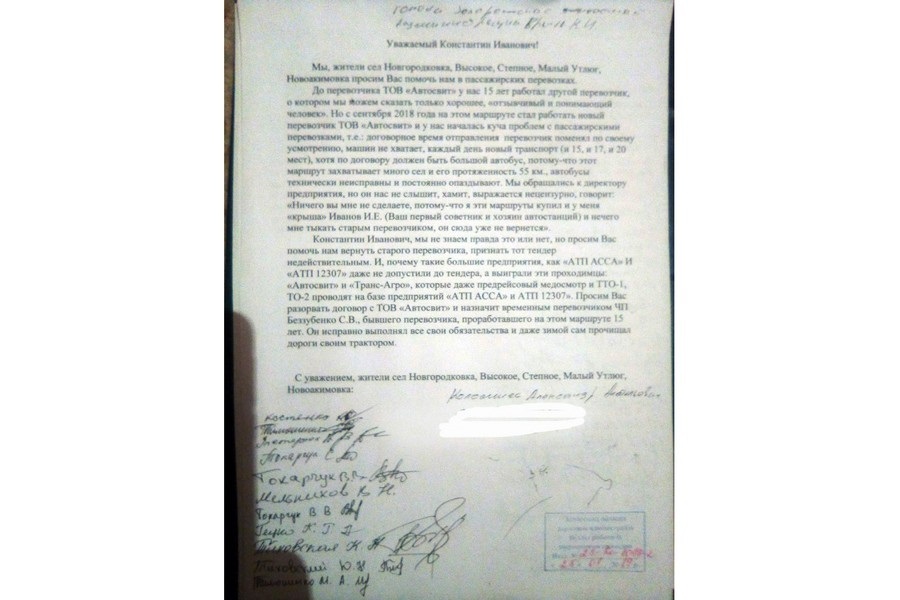 Уважаемый Константин Иванович!
Мы, жители сел Новгородковка, Высокое, Степное, Малый Утлюг,
Новоакимовка просим Вас помочь нам в пассажирских перевозках.
До перевозчика ТОВ «Автосвит» у нас 15 лет работал другой перевозчик,
о котором мы можем сказать только хорошее, «отзывчивый и понимающий
человек». Но с сентября 2018 года на этом маршруте стал работать новый
перевозчик ТОВ «Автосвит» и у нас началась куча проблем с пассажирскими
перевозками, т.е.: договорное время отправления перевозчик поменял по своему
усмотрению, машин не хватает, каждый день новый транспорт (и 15, и 17, и 20
мест), хотя по договору должен быть большой автобус, потому-что этот
маршрут захватывает много сел и его протяженность 55 км., автобусы
технически неисправны и постоянно опаздывают. Мы обращались к директору
предприятия, но он нас не слышит, хамит, выражается нецензурно, говорит:
«Ничего вы мне не сделаете, потому-что я эти маршруты купил и у меня
«крыша» Иванов И.Е. (Ваш первый советник и хозяин автостанций) и нечего
мне тыкать старым перевозчиком, он сюда уже не вернется».
Константин Иванович, мы не знаем правда это или нет, но просим Вас
помочь нам вернуть старого перевозчика, признать тот тендер
недействительным. И, почему такие большие предприятия, как «АТП АССА» И
«АТП 12307» даже не допустили до тендера, а выиграли эти проходимцы:
«Автосвит» и «Транс-Агро», которые даже предрейсовый медосмотр и ТТО-1,
ТО-2 проводят на базе предприятий «АТП АССА» и АТП 12307». Просим Вас
разорвать договор с ТОВ «Автосвит» и назначит временным перевозчиком ЧП
Беззубенко С.В., бывшего перевозчика, проработавшего на этом маршруте 15
лет. Он исправно выполнял все свои обязательства и даже зимой сам прочищал
дороги своим трактором.
С уважением, жители сел Новгородковка, Высокое, Степное, Малый Утлюг,
Новоакимовка:
Александр
Костенко
Токарчук В.
Мельников В Н.
Токарчук В В
Тиховская К. Н
Тиховский Ю.Н
Тимошенко М. А.